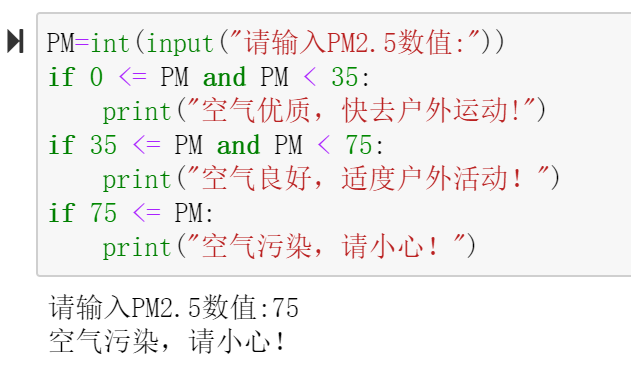 PM=int(input("请输入PM2.5数值:"))
if 0 <= PM and PM < 35:
    print("空气优质，快去户外运动!")
if 35 <= PM and PM < 75:
    print("空气良好，适度户外活动！")
if 75 <= PM:
    print("空气污染，请小心！")
请输入PM2.5数值:75
空气污染，请小心！